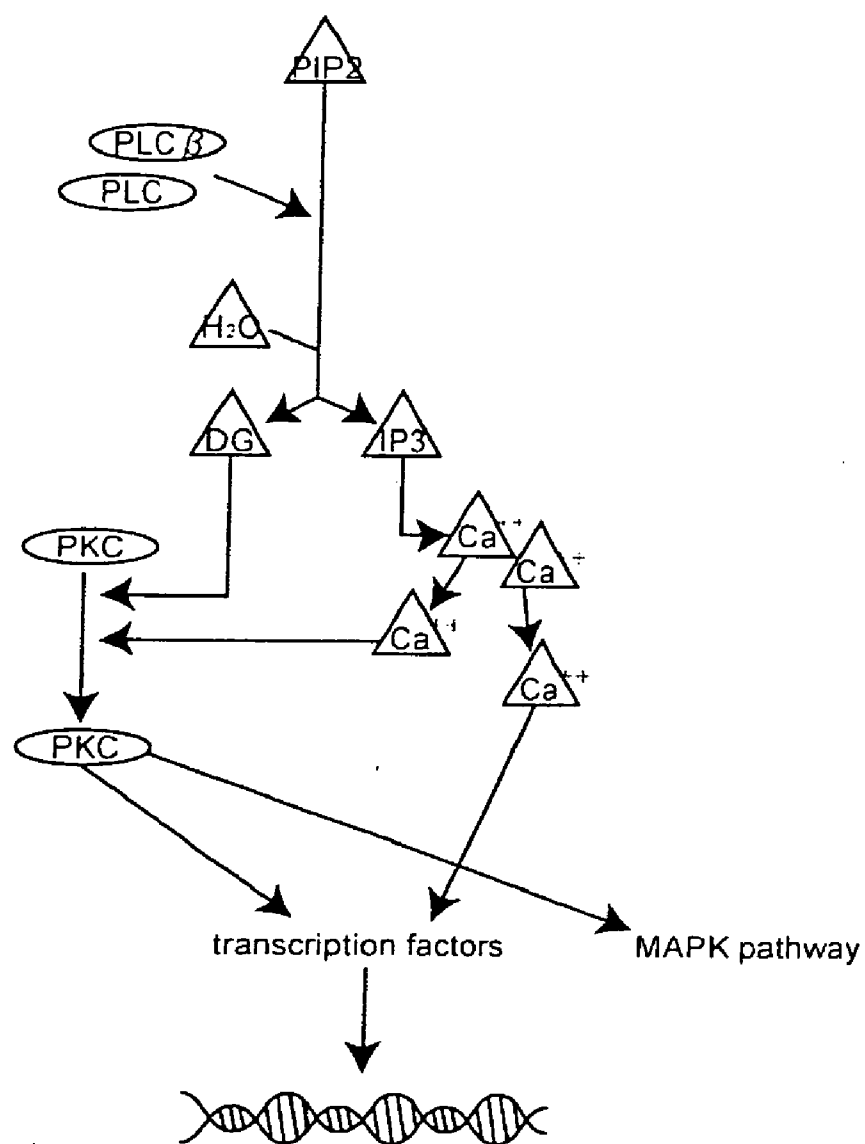 PIP2
PLC β
PLC
H₂O
DG
IP3
Ca++
PKC
Ca+
Ca++
Ca++
PKC
transcription factors
MAPK pathway